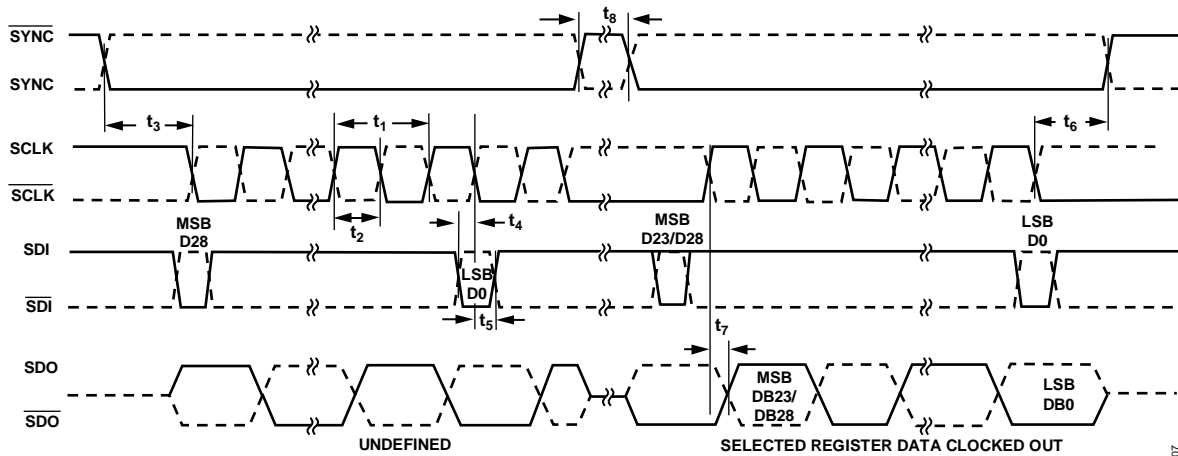 t8
SYNC
SYNC
t3
t1
t6
SCLK
SCLK
MSB
D28
t2
t4
MSB
D23/D28
LSB
D0
SDI
SDI
LSB
D0
t5
t7
SDO
SDO
MSB
DB23/
DB28
LSB
DB0
UNDEFINED
SELECTED REGISTER DATA CLOCKED OUT
07